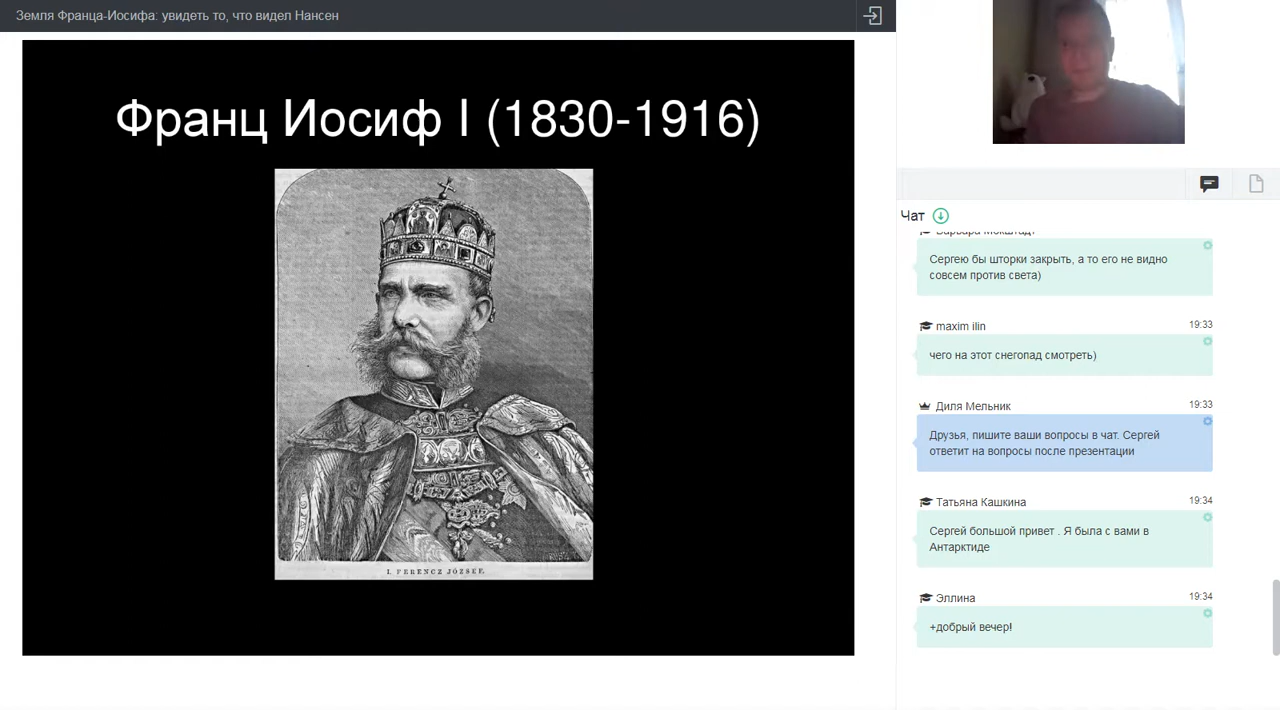 Земля Франца-Иосифа: увидеть то, что видел Нансен
Франц Иосиф I (1830-1916)
I. FERENCZ JÓZSEF.
Чат
Сергею бы шторки закрыть, а то его не видно
совсем против света)
maxim ilin 19:33
чего на этот снегопад смотреть)
Диля Мельник 19:33
Друзья, пишите ваши вопросы в чат. Сергей
ответит на вопросы после презентации
Татьяна Кашкина 19:34
Сергей большой привет . Я была с вами в
Антарктиде
Эллина 19:34
+добрый вечер!